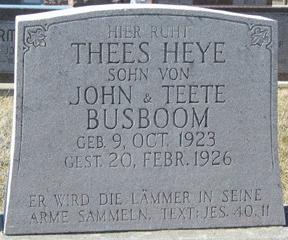 HIER RUHT
THEES HEYE
SOHN VON
JOHN & TEETE
BUSBOOM
GEB. 9, OCT. 1923
GEST. 20, FEBR. 1926
ER WIRD DIE LÄMMER IN SEINE
ARME SAMMELN. TEXT: JES. 40. 11